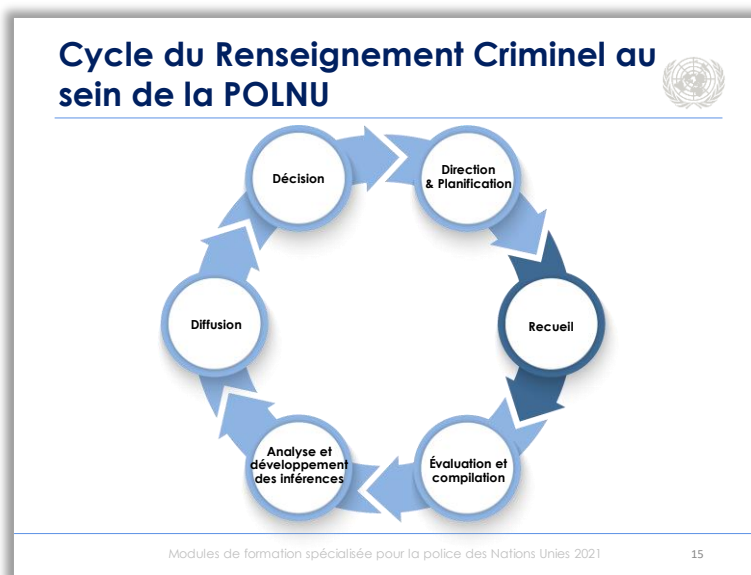 Cycle du Renseignement Criminel au
sein de la POLNU
Décision
Direction
& Planification
Recueil
Évaluation et
compilation
Analyse et
développement
des inférences
Diffusion
Modules de formation spécialisée pour la police des Nations Unies 2021
15